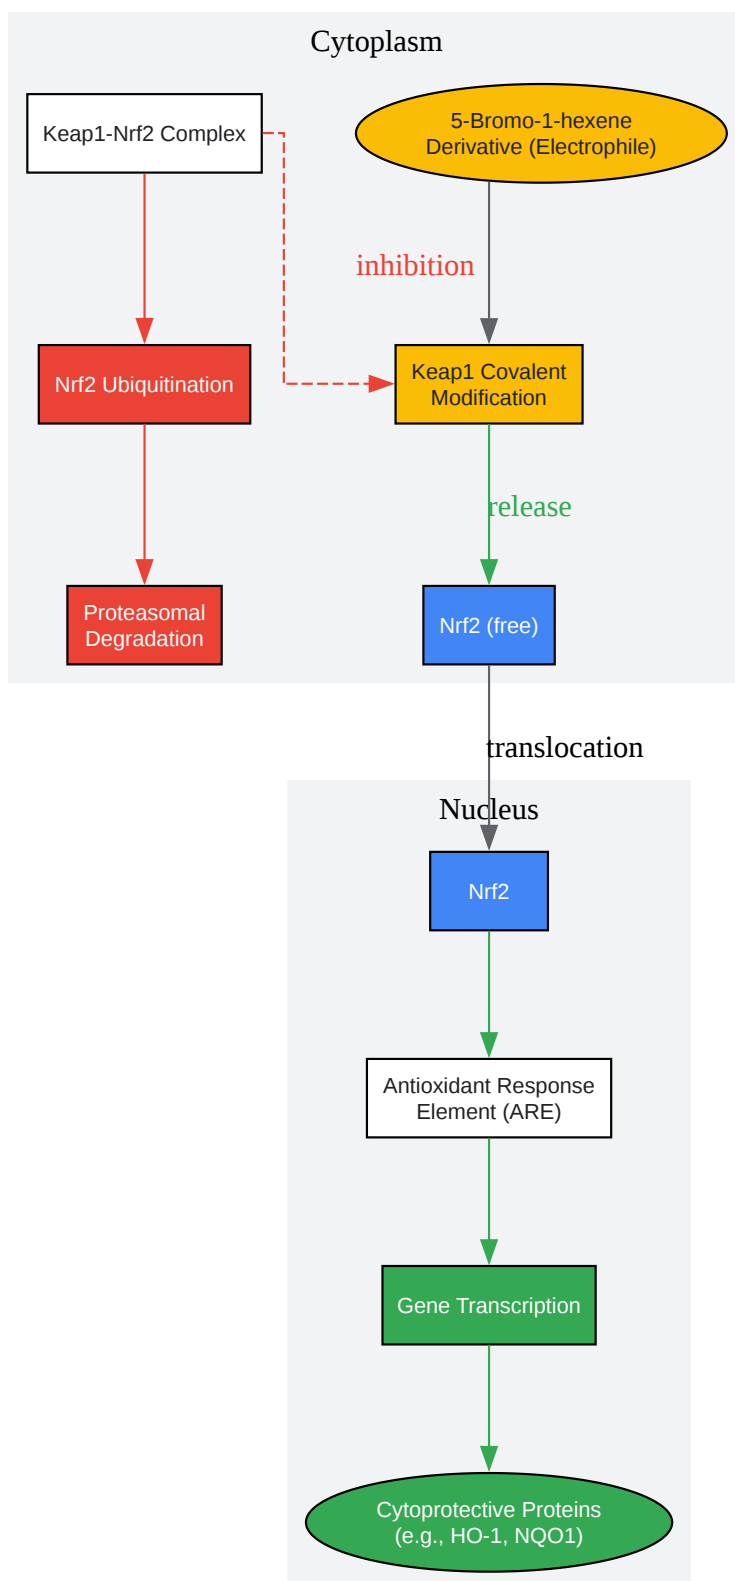 Cytoplasm
Keap1-Nrf2 Complex
5-Bromo-1-hexene
Derivative (Electrophile)
inhibition
Nrf2 Ubiquitination
Keap1 Covalent
Modification
release
Proteasomal
Degradation
Nrf2 (free)
translocation
Nucleus
Nrf2
Antioxidant Response
Element (ARE)
Gene Transcription
Cytoprotective Proteins
(e.g., HO-1, NQO1)